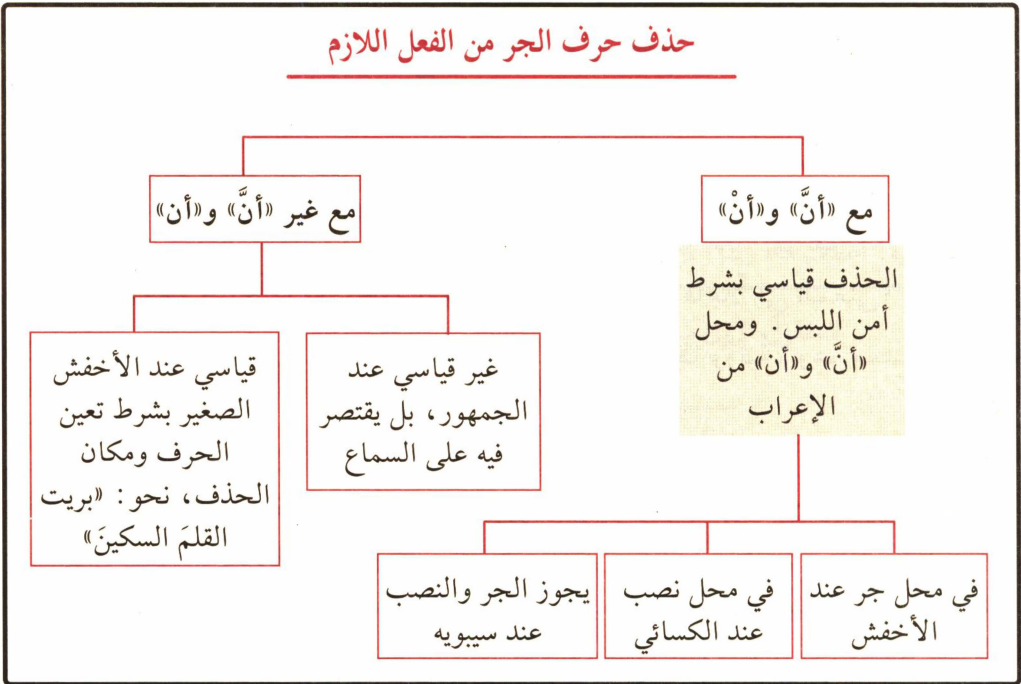 حذف حرف الجر من الفعل اللازم
مع «أنَّ» و«أنْ»
الحذف قياسي بشرط
أمن اللبس. ومحل
«أنَّ» و«أن» من
الإعراب
في محل جر عند
الأخفش
في محل نصب
عند الكسائي
يجوز الجر والنصب
عند سيبويه
مع غير «أنَّ» و«أن»
غير قياسي عند
الجمهور، بل يقتصر
فيه على السماع
قياسي عند الأخفش
الصغير بشرط تعين
الحرف ومكان
الحذف، نحو: «بريت
القلمَ السكينَ»